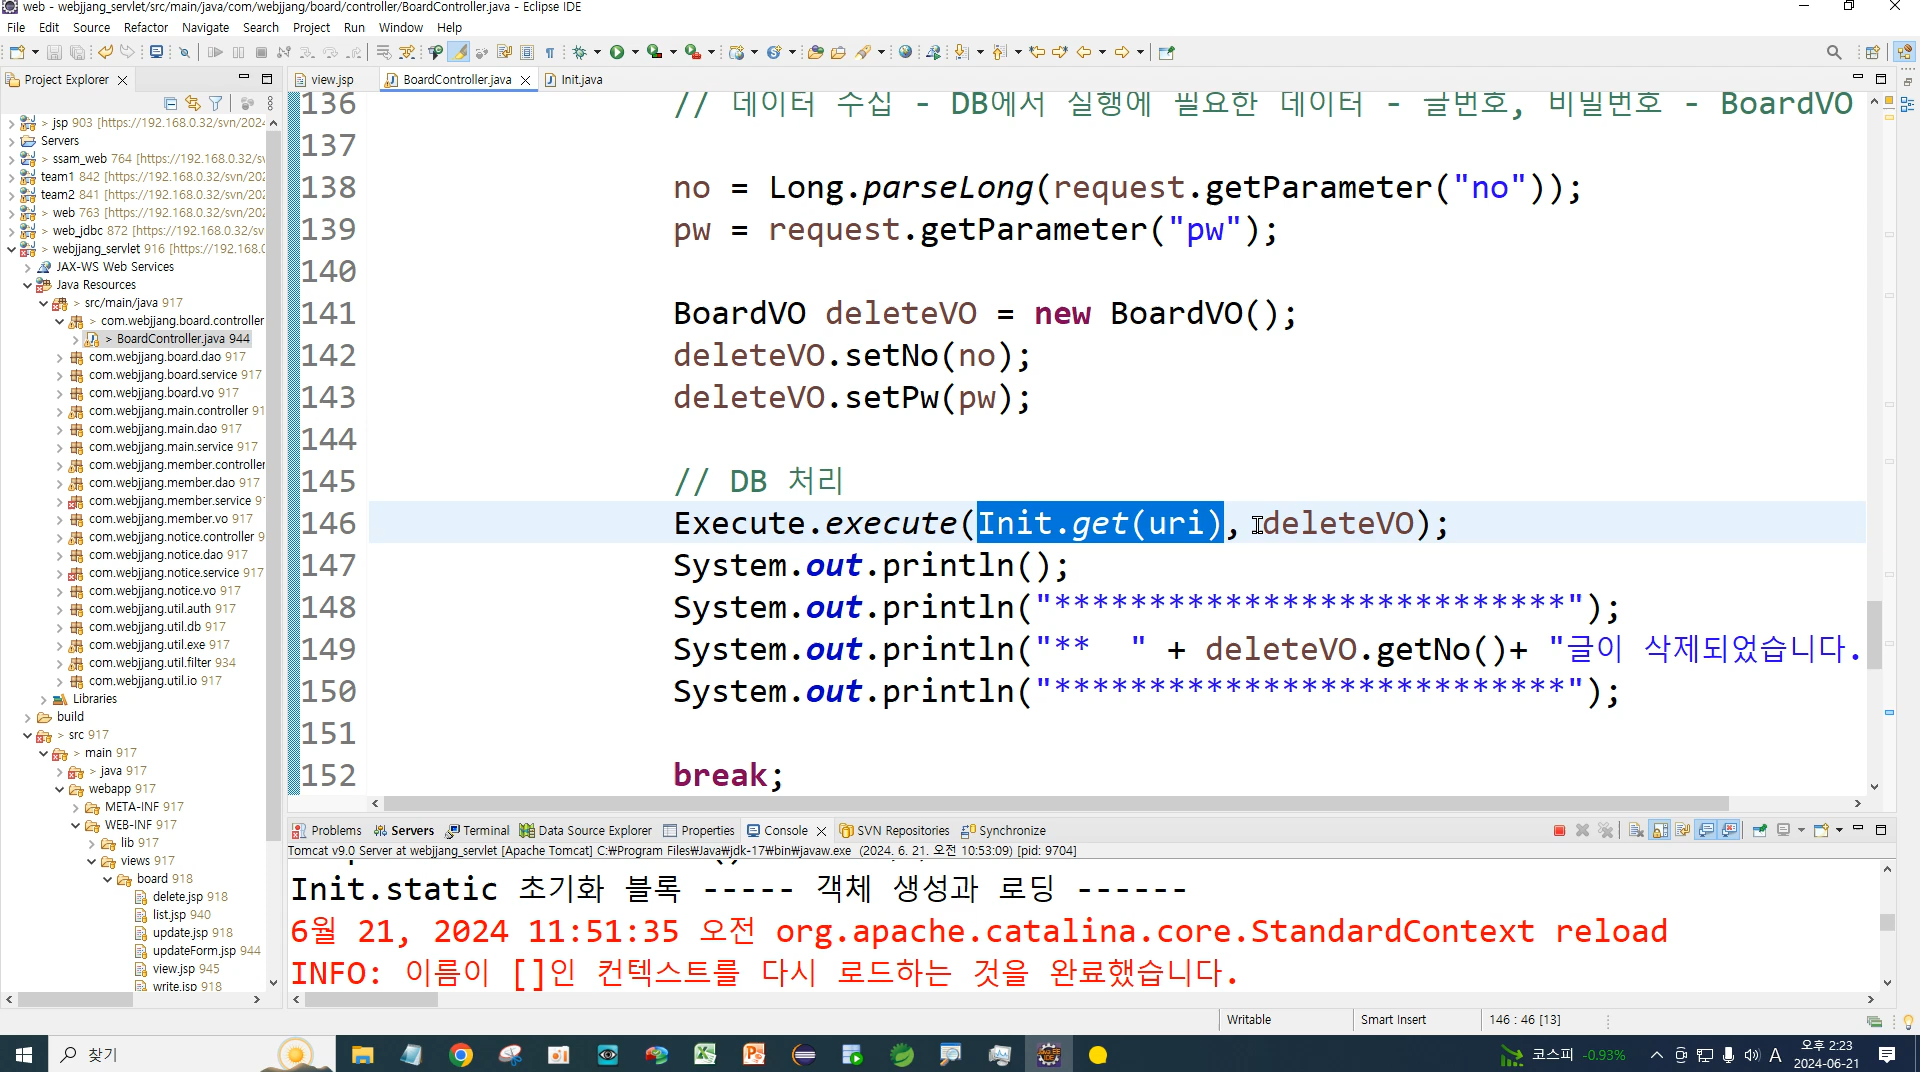 web - webjjang_servlet/src/main/java/com/webjjang/board/controller/BoardController.java - Eclipse IDE
File Edit Source Refactor Navigate Search Project Run Window Help
Project Explorer
view.jsp BoardController.java Init.java
> jsp 903 [https://192.168.0.32/svn/2024
Servers
> ssam_web 764 [https://192.168.0.32/sv
team1 842 [https://192.168.0.32/svn/202
team2 841 [https://192.168.0.32/svn/202
> web 763 [https://192.168.0.32/svn/202
> web_jdbc 872 [https://192.168.0.32/sv
webjjang_servlet 916 [https://192.168.0
JAX-WS Web Services
Java Resources
> src/main/java 917
> com.webjjang.board.controller
> BoardController.java 944
com.webjjang.board.dao 917
com.webjjang.board.service 917
com.webjjang.board.vo 917
com.webjjang.main.controller 91
com.webjjang.main.dao 917
com.webjjang.main.service 917
com.webjjang.member.controller
com.webjjang.member.dao 917
com.webjjang.member.service 9
com.webjjang.member.vo 917
com.webjjang.notice.controller 9
com.webjjang.notice.dao 917
com.webjjang.notice.service 917
com.webjjang.notice.vo 917
com.webjjang.util.auth 917
com.webjjang.util.db 917
com.webjjang.util.exe 917
com.webjjang.util.filter 934
com.webjjang.util.io 917
Libraries
build
> src 917
> main 917
> java 917
webapp 917
META-INF 917
WEB-INF 917
lib 917
views 917
board 918
delete.jsp 918
list.jsp 940
update.jsp 918
updateForm.jsp 944
view.jsp 945
write.jsp 918
136 // 데이터 수집 - DB에서 실행에 필요한 데이터 - 글번호, 비밀번호 - BoardVO
137
138 no = Long.parseLong(request.getParameter("no"));
139 pw = request.getParameter("pw");
140
141 BoardVO deleteVO = new BoardVO();
142 deleteVO.setNo(no);
143 deleteVO.setPw(pw);
144
145 // DB 처리
146 Execute.execute(Init.get(uri), deleteVO);
147 System.out.println();
148 System.out.println("***************************");
149 System.out.println("**  " + deleteVO.getNo()+ "글이 삭제되었습니다.
150 System.out.println("***************************");
151
152 break;
Problems Servers Terminal Data Source Explorer Properties Console SVN Repositories Synchronize
Tomcat v9.0 Server at webjjang_servlet [Apache Tomcat] C:₩Program Files₩Java₩jdk-17₩bin₩javaw.exe (2024. 6. 21. 오전 10:53:09) [pid: 9704]
Init.static 초기화 블록 ----- 객체 생성과 로딩 ------
6월 21, 2024 11:51:35 오전 org.apache.catalina.core.StandardContext reload
INFO: 이름이 []인 컨텍스트를 다시 로드하는 것을 완료했습니다.
Writable Smart Insert 146 : 46 [13]
찾기
코스피 -0.93%
A
오후 2:23
2024-06-21